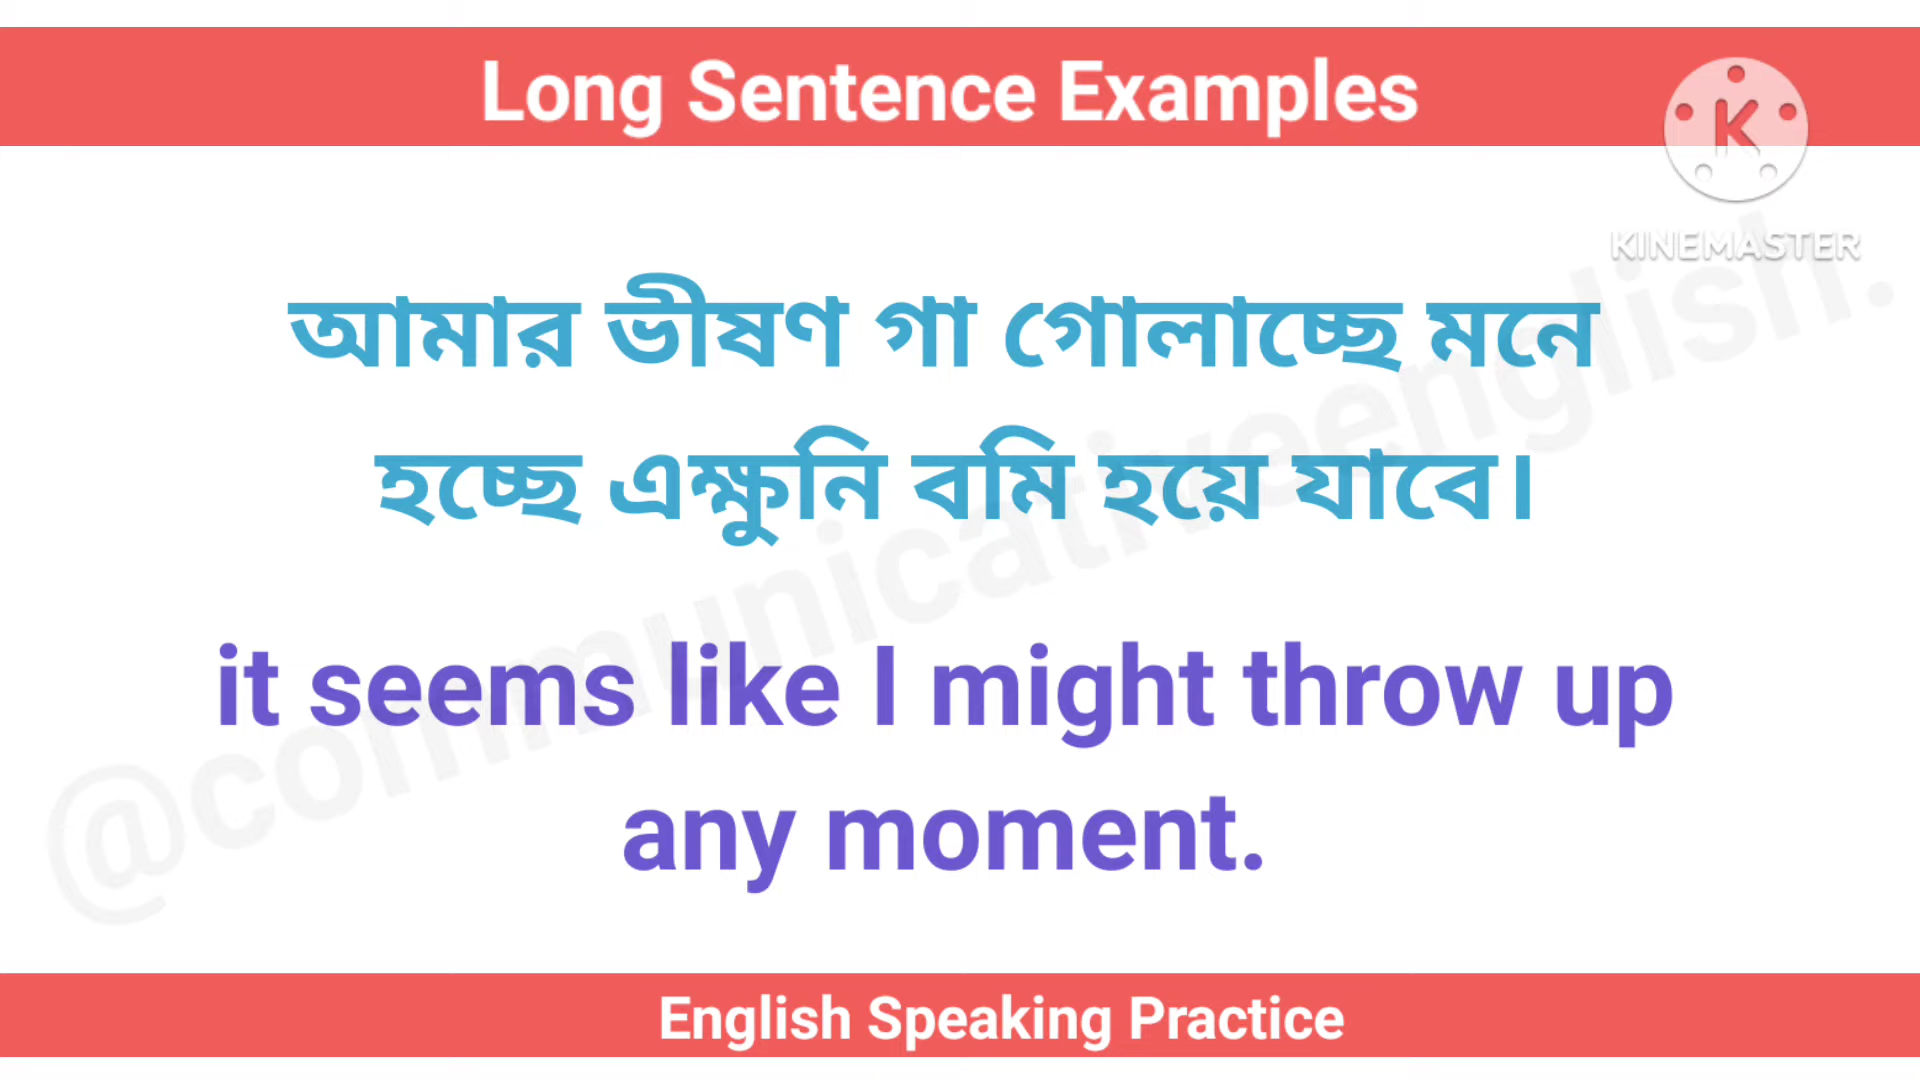 Long Sentence Examples
K
KINEMASTER
আমার ভীষণ গা গোলাচ্ছে মনে
হচ্ছে এক্ষুনি বমি হয়ে যাবে।
it seems like I might throw up
any moment.
@communicativeenglish.
English Speaking Practice